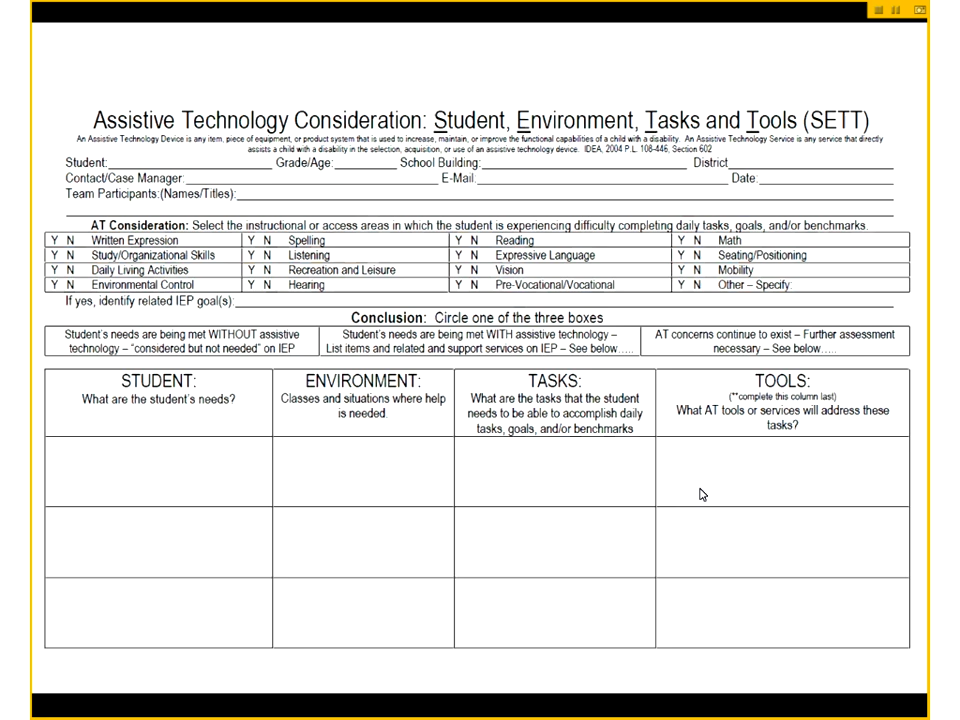 Assistive Technology Consideration: Student, Environment, Tasks and Tools (SETT)
An Assistive Technology Device is any item, piece of equipment, or product system that is used to increase, maintain, or improve the functional capabilities of a child with a disability. An Assistive Technology Service is any service that directly
assists a child with a disability in the selection, acquisition, or use of an assistive technology device. IDEA, 2004 P.L. 108-446, Section 602
Student: Grade/Age: School Building: District
Contact/Case Manager: E-Mail: Date:
Team Participants:(Names/Titles):
AT Consideration: Select the instructional or access areas in which the student is experiencing difficulty completing daily tasks, goals, and/or benchmarks.
Y N Written Expression Y N Spelling Y N Reading Y N Math
Y N Study/Organizational Skills Y N Listening Y N Expressive Language Y N Seating/Positioning
Y N Daily Living Activities Y N Recreation and Leisure Y N Vision Y N Mobility
Y N Environmental Control Y N Hearing Y N Pre-Vocational/Vocational Y N Other – Specify:
If yes, identify related IEP goal(s):
Conclusion: Circle one of the three boxes
Student's needs are being met WITHOUT assistive
technology – "considered but not needed" on IEP
Student's needs are being met WITH assistive technology –
List items and related and support services on IEP – See below…..
AT concerns continue to exist – Further assessment
necessary – See below…..
STUDENT:
What are the student's needs?
ENVIRONMENT:
Classes and situations where help
is needed.
TASKS:
What are the tasks that the student
needs to be able to accomplish daily
tasks, goals, and/or benchmarks
TOOLS:
(**complete this column last)
What AT tools or services will address these
tasks?